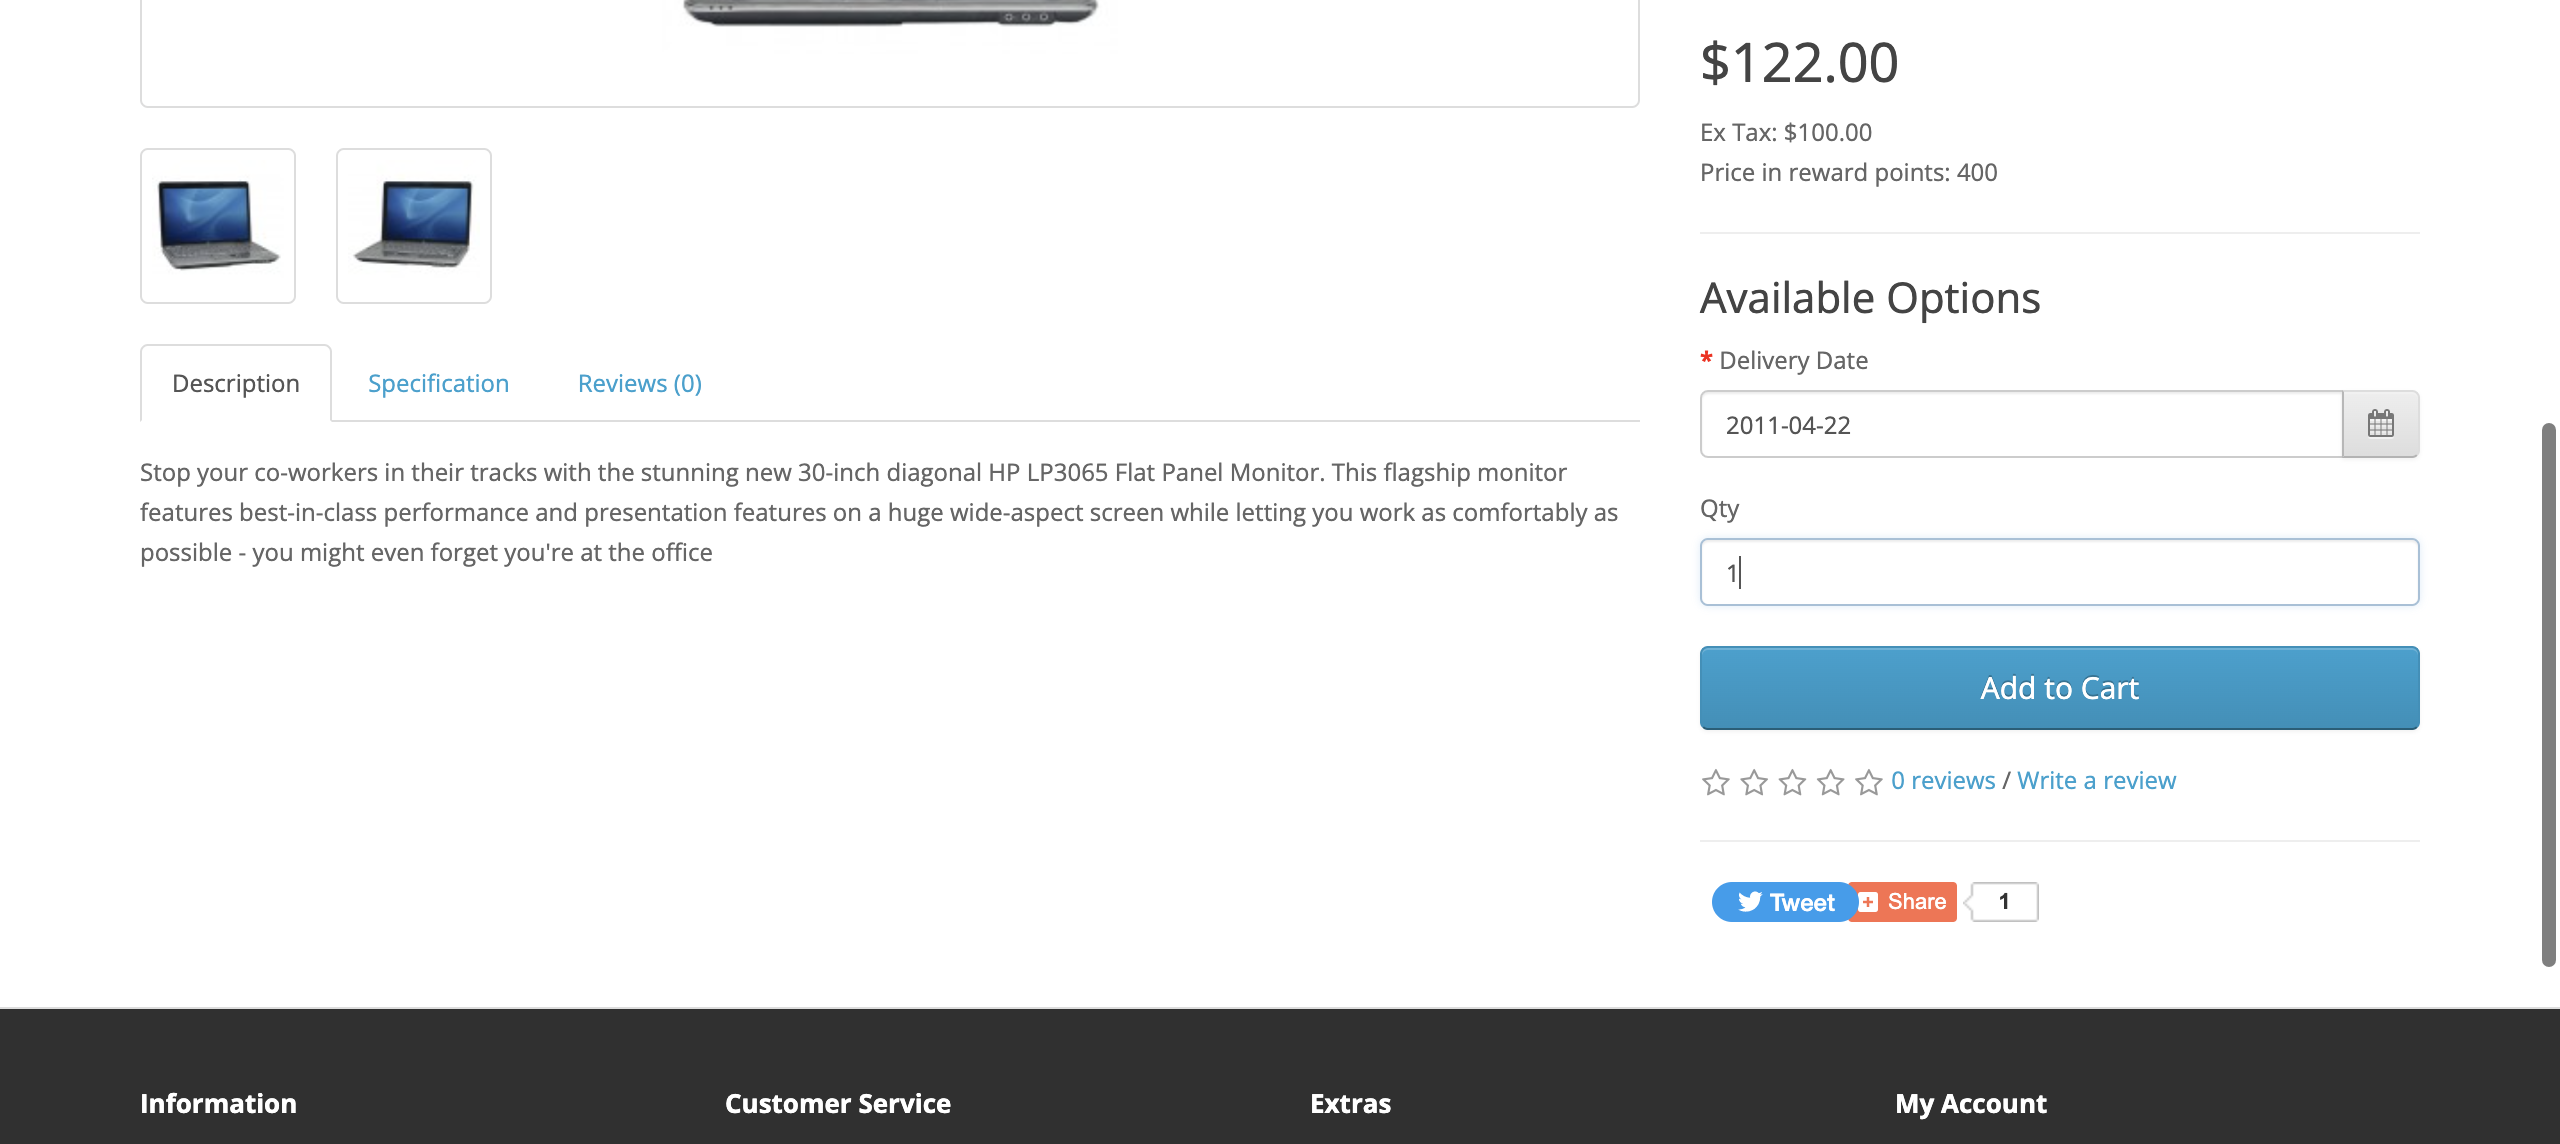 $122.00
Ex Tax: $100.00
Price in reward points: 400
Description
Specification
Reviews (0)
Stop your co-workers in their tracks with the stunning new 30-inch diagonal HP LP3065 Flat Panel Monitor. This flagship monitor
features best-in-class performance and presentation features on a huge wide-aspect screen while letting you work as comfortably as
possible - you might even forget you're at the office
Available Options
* Delivery Date
2011-04-22
Qty
1
Add to Cart
0 reviews / Write a review
Tweet
Share
1
Information
Customer Service
Extras
My Account